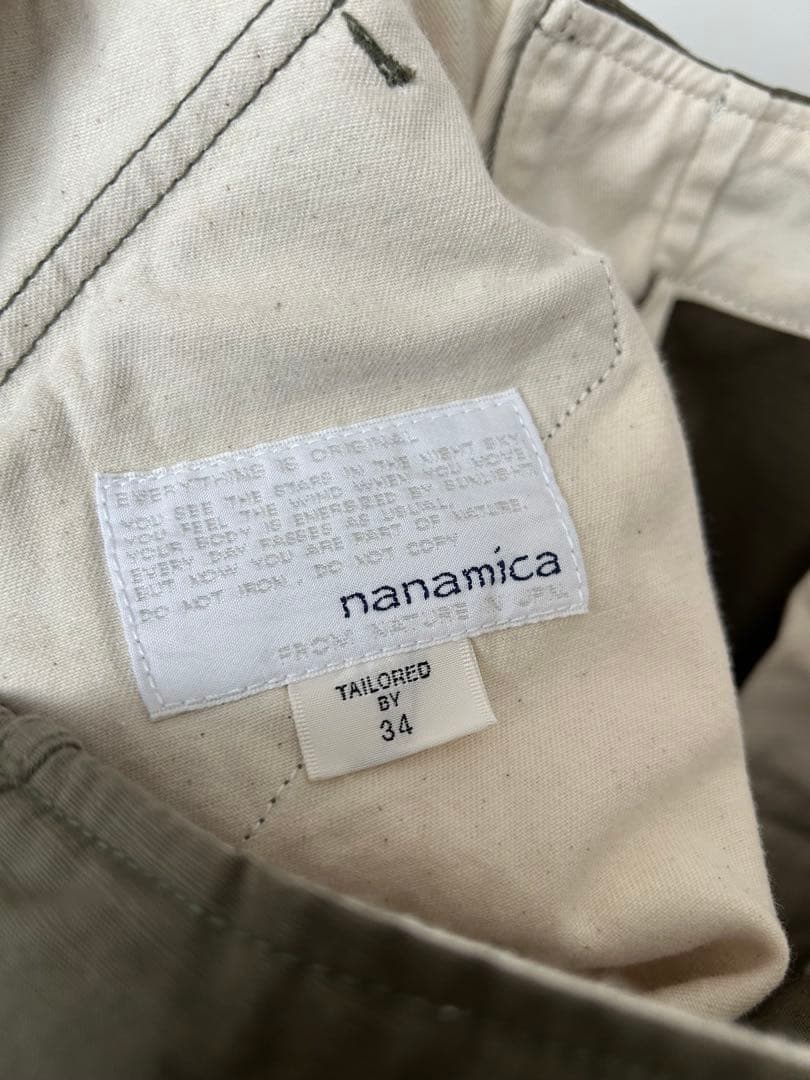 EVERYTHING IS ORIGINAL
YOU SEE THE STARS IN THE NIGHT SKY.
YOU FEEL THE WIND WHEN YOU MOVE.
YOUR BODY IS ENERGIZED BY SUNLIGHT.
EVERY DAY PASSES AS USUAL.
BUT NOW YOU ARE PART OF NATURE.
DO NOT IRON. DO NOT COPY
nanamica
FROM NATURE
TAILORED
BY
34